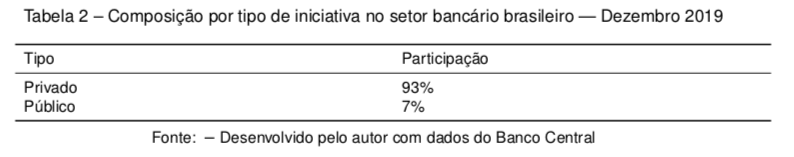 Tabela 2 – Composição por tipo de iniciativa no setor bancário brasileiro — Dezembro 2019
Tipo Participação
Privado 93%
Público 7%
Fonte: – Desenvolvido pelo autor com dados do Banco Central